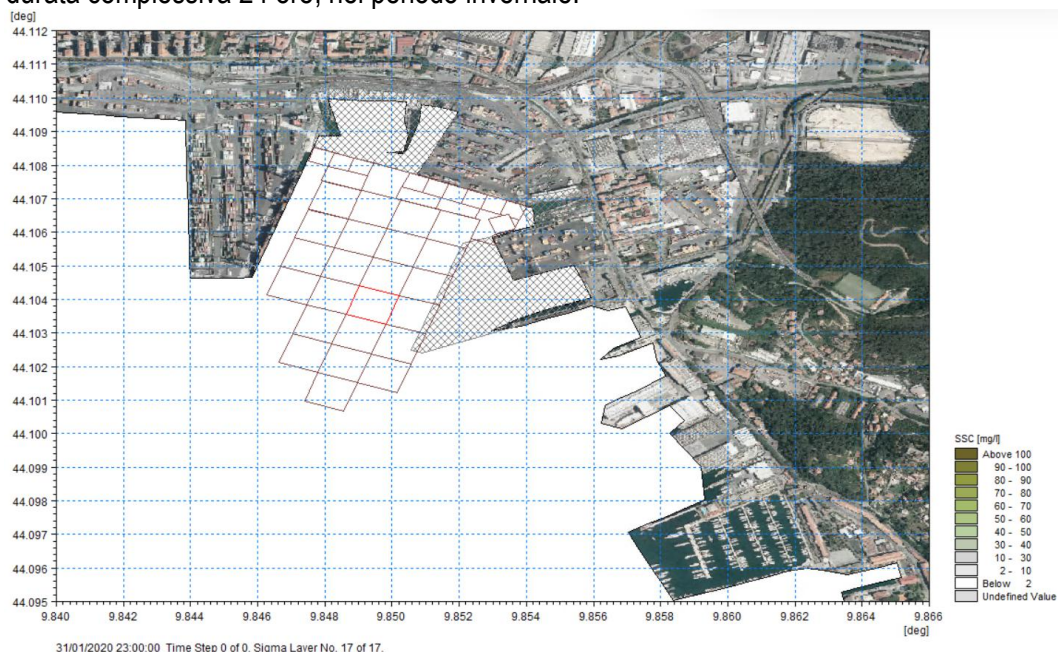 durata complessiva 24 ore, nel periodo invernale.
[deg]
44.112
44.111
44.110
44.109
44.108
44.107
44.106
44.105
44.104
44.103
44.102
44.101
44.100
44.099
44.098
44.097
44.096
44.095
9.840 9.842 9.844 9.846 9.848 9.850 9.852 9.854 9.856 9.858 9.860 9.862 9.864 9.866
[deg]
SSC [mg/l]
Above 100
90 - 100
80 - 90
70 - 80
60 - 70
50 - 60
40 - 50
30 - 40
10 - 30
2 - 10
Below 2
Undefined Value
31/01/2020 23:00:00 Time Step 0 of 0. Sigma Layer No. 17 of 17.